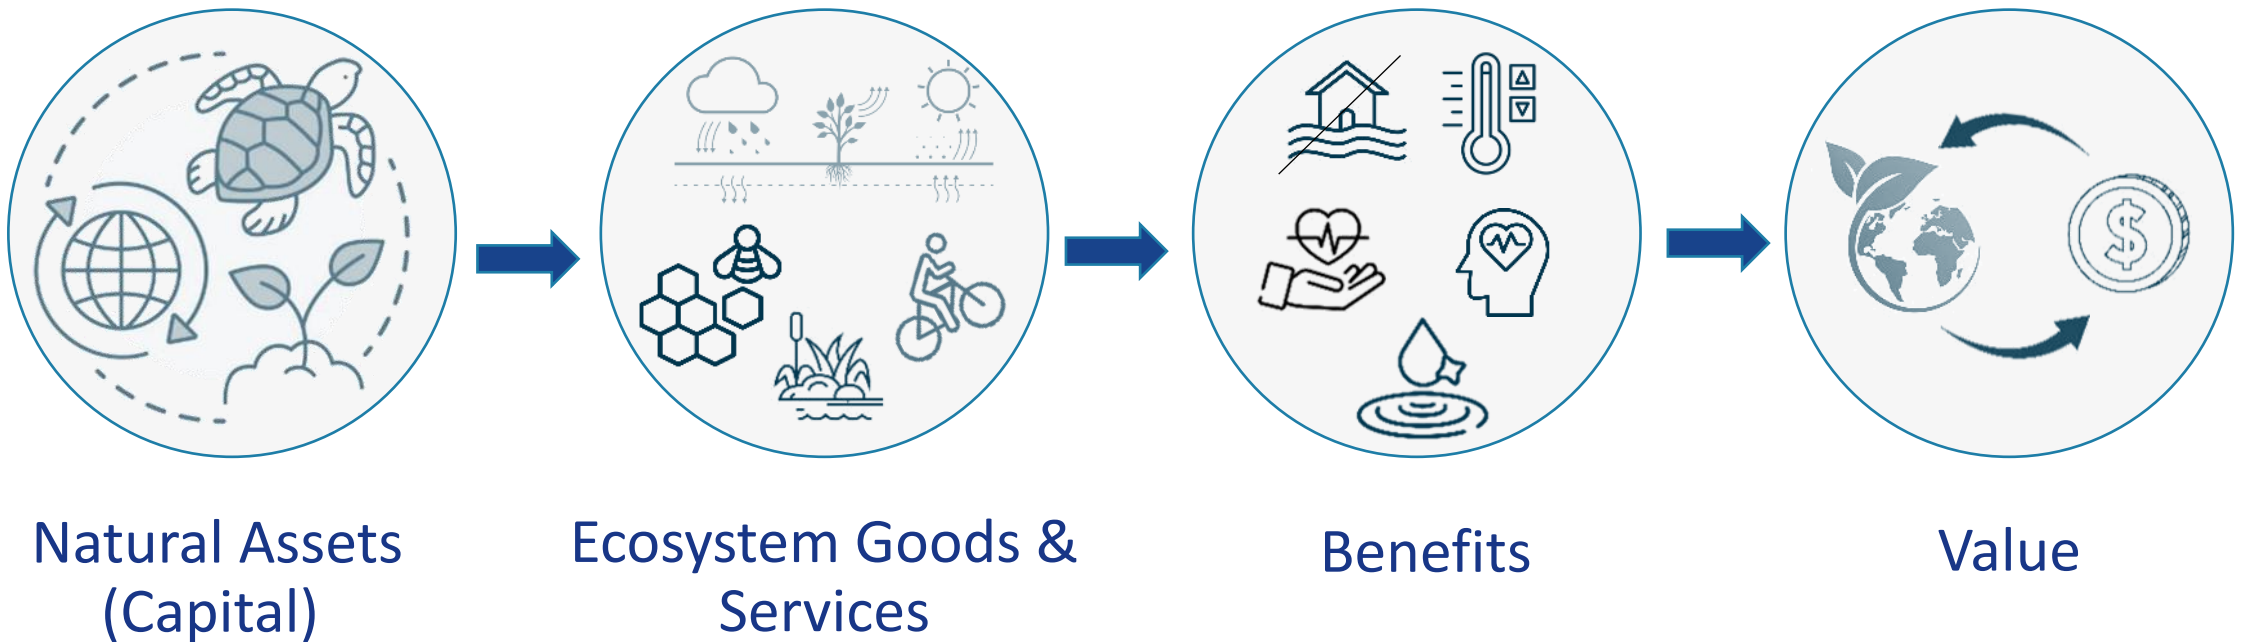 Natural Assets
(Capital)
Ecosystem Goods &
Services
Benefits
$
Value